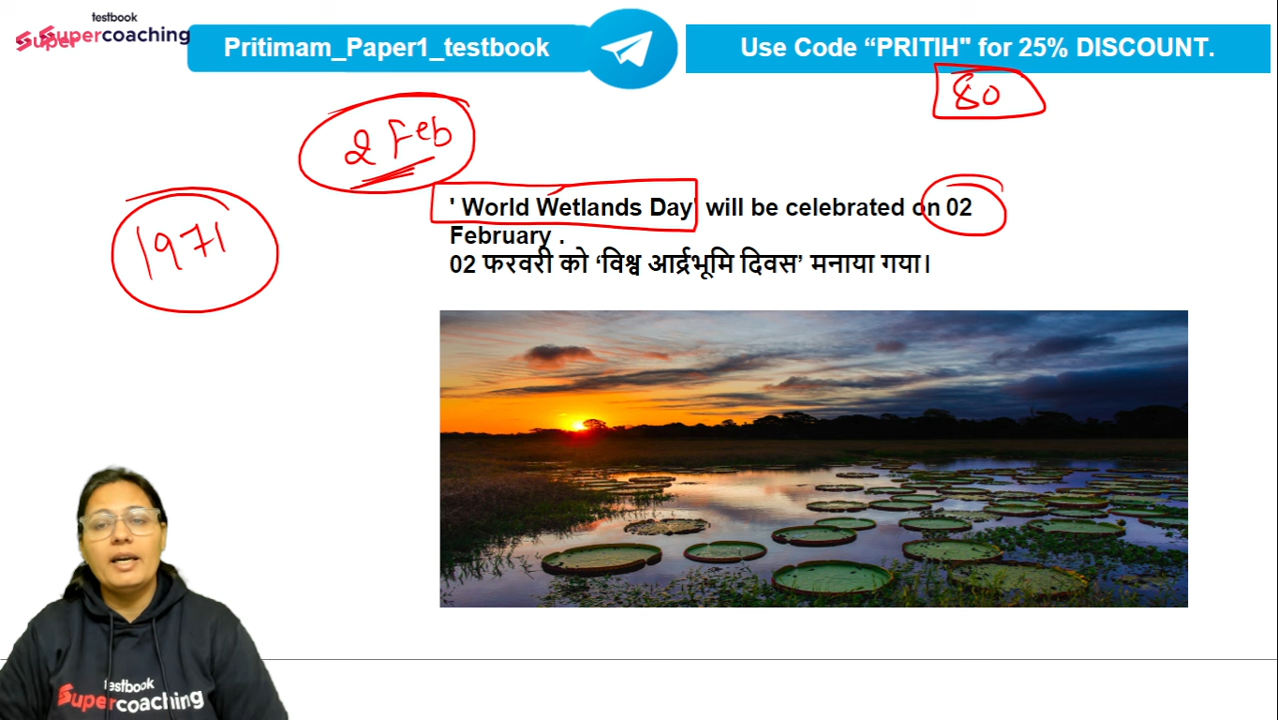 testbook
Supercoaching
Super
Pritimam_Paper1_testbook
Use Code “PRITIH" for 25% DISCOUNT.
80
2 Feb
1971
' World Wetlands Day' will be celebrated on 02
February .
02 फरवरी को ‘विश्व आर्द्रभूमि दिवस’ मनाया गया।
testbook
Supercoaching